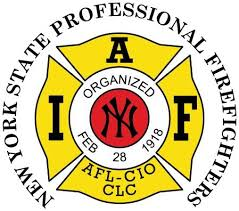 NEW YORK STATE PROFESSIONAL FIREFIGHTERS
A
I F
ORGANIZED
NY
FEB 28 1918
AFL-CIO
CLC